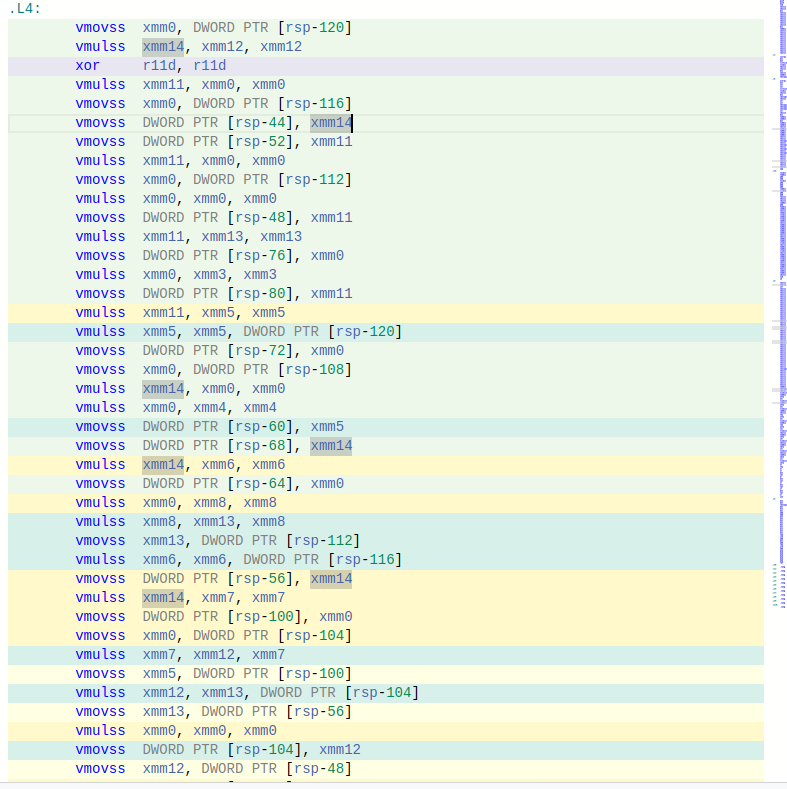 .L4:
vmovss xmm0, DWORD PTR [rsp-120]
vmulss xmm14, xmm12, xmm12
xor r11d, r11d
vmulss xmm11, xmm0, xmm0
vmovss xmm0, DWORD PTR [rsp-116]
vmovss DWORD PTR [rsp-44], xmm14
vmovss DWORD PTR [rsp-52], xmm11
vmulss xmm11, xmm0, xmm0
vmovss xmm0, DWORD PTR [rsp-112]
vmulss xmm0, xmm0, xmm0
vmovss DWORD PTR [rsp-48], xmm11
vmulss xmm11, xmm13, xmm13
vmovss DWORD PTR [rsp-76], xmm0
vmulss xmm0, xmm3, xmm3
vmovss DWORD PTR [rsp-80], xmm11
vmulss xmm11, xmm5, xmm5
vmulss xmm5, xmm5, DWORD PTR [rsp-120]
vmovss DWORD PTR [rsp-72], xmm0
vmovss xmm0, DWORD PTR [rsp-108]
vmulss xmm14, xmm0, xmm0
vmulss xmm0, xmm4, xmm4
vmovss DWORD PTR [rsp-60], xmm5
vmovss DWORD PTR [rsp-68], xmm14
vmulss xmm14, xmm6, xmm6
vmovss DWORD PTR [rsp-64], xmm0
vmulss xmm0, xmm8, xmm8
vmulss xmm8, xmm13, xmm8
vmovss xmm13, DWORD PTR [rsp-112]
vmulss xmm6, xmm6, DWORD PTR [rsp-116]
vmovss DWORD PTR [rsp-56], xmm14
vmulss xmm14, xmm7, xmm7
vmovss DWORD PTR [rsp-100], xmm0
vmovss xmm0, DWORD PTR [rsp-104]
vmulss xmm7, xmm12, xmm7
vmovss xmm5, DWORD PTR [rsp-100]
vmulss xmm12, xmm13, DWORD PTR [rsp-104]
vmovss xmm13, DWORD PTR [rsp-56]
vmulss xmm0, xmm0, xmm0
vmovss DWORD PTR [rsp-104], xmm12
vmovss xmm12, DWORD PTR [rsp-48]